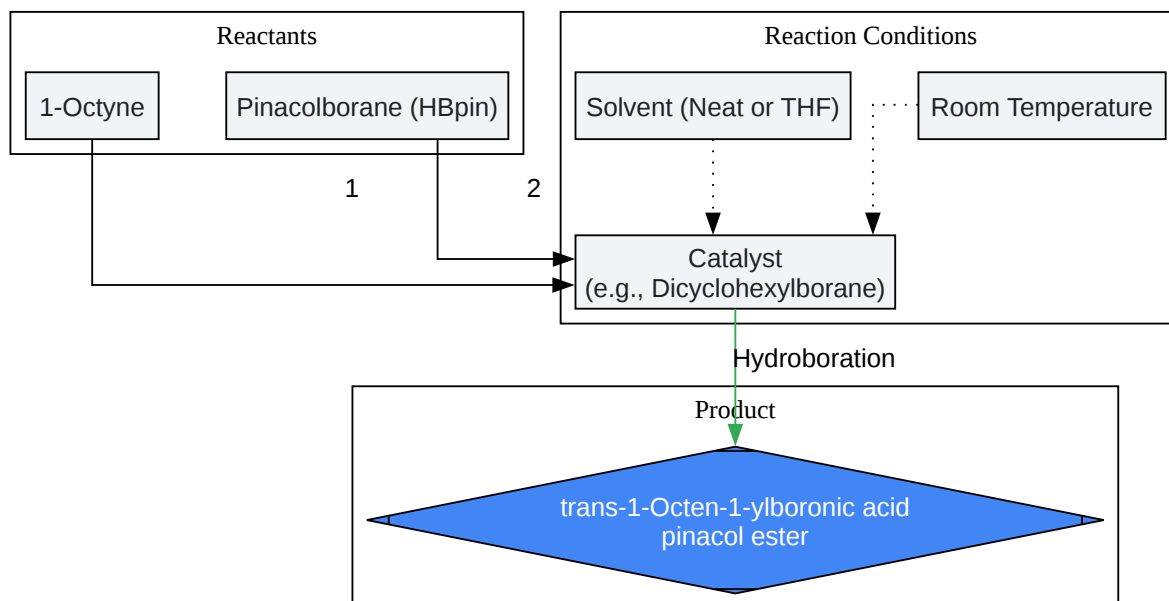 Reactants
1-Octyne
Pinacolborane (HBpin)
Reaction Conditions
Solvent (Neat or THF)
Room Temperature
1
2
Catalyst
(e.g., Dicyclohexylborane)
Hydroboration
Product
trans-1-Octen-1-ylboronic acid
pinacol ester